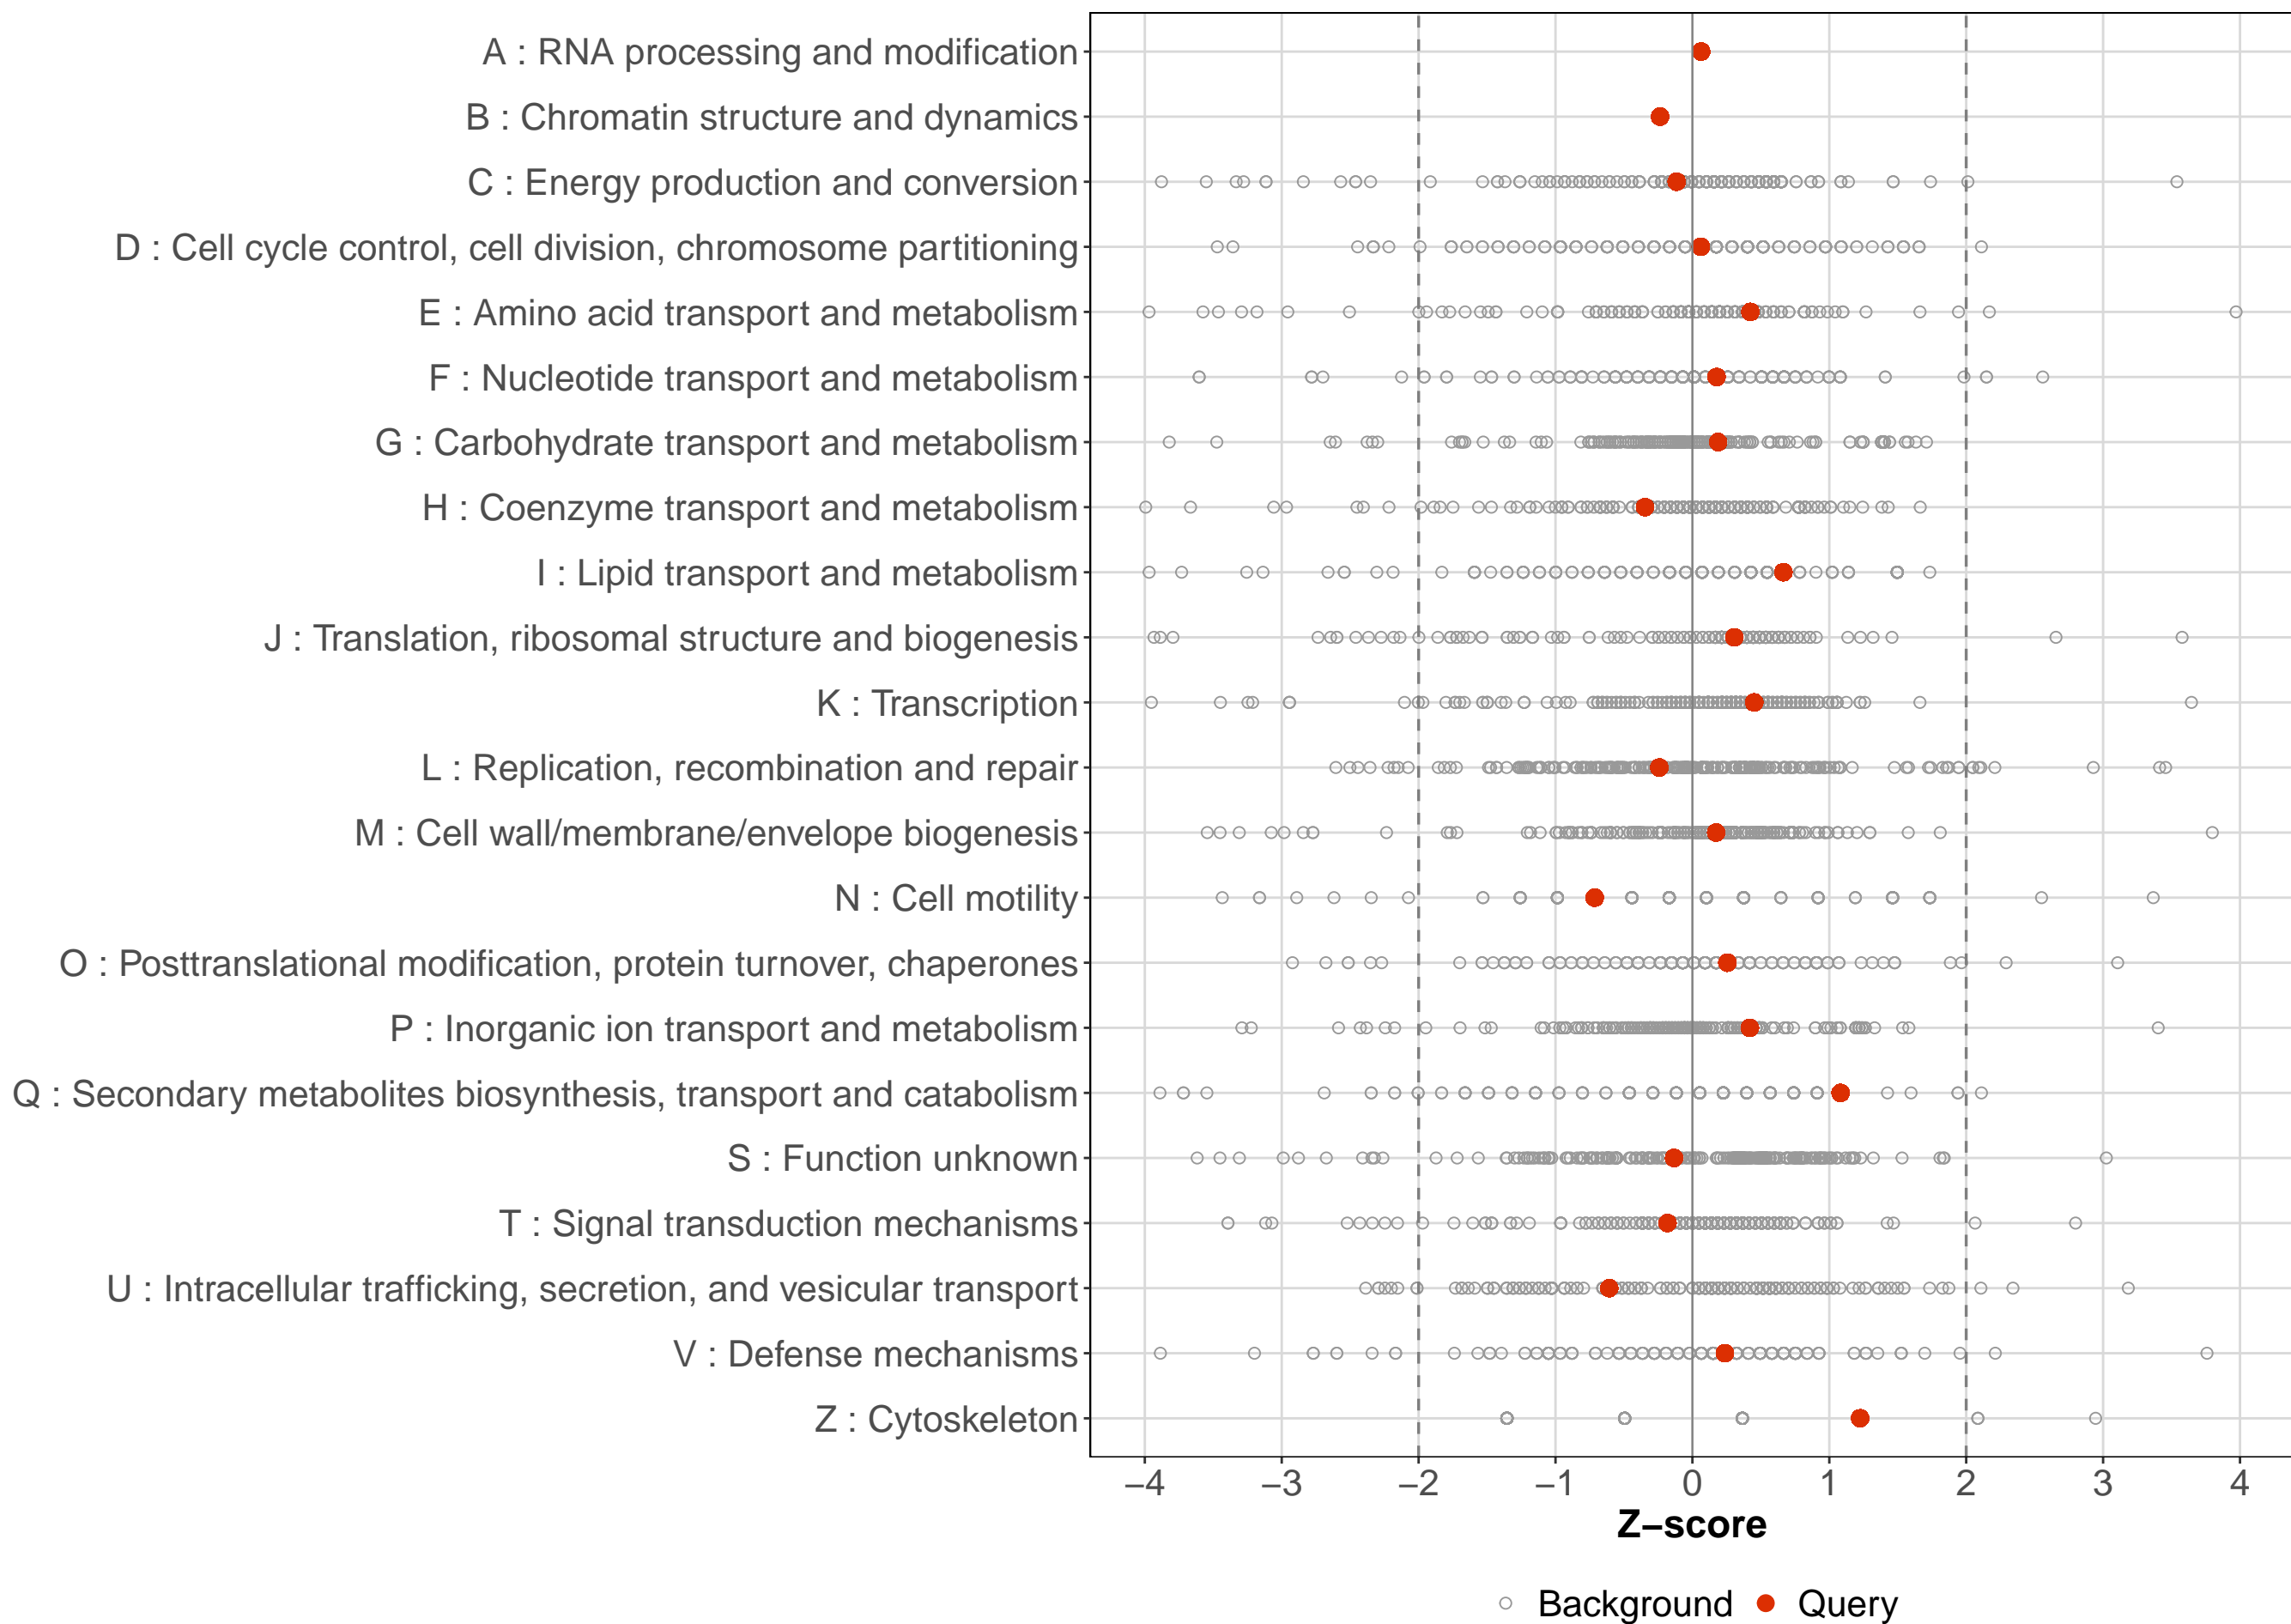 A : RNA processing and modification
B : Chromatin structure and dynamics
C : Energy production and conversion
D : Cell cycle control, cell division, chromosome partitioning
E : Amino acid transport and metabolism
F : Nucleotide transport and metabolism
G : Carbohydrate transport and metabolism
H : Coenzyme transport and metabolism
I : Lipid transport and metabolism
J : Translation, ribosomal structure and biogenesis
K : Transcription
L : Replication, recombination and repair
M : Cell wall/membrane/envelope biogenesis
N : Cell motility
O : Posttranslational modification, protein turnover, chaperones
P : Inorganic ion transport and metabolism
Q : Secondary metabolites biosynthesis, transport and catabolism
S : Function unknown
T : Signal transduction mechanisms
U : Intracellular trafficking, secretion, and vesicular transport
V : Defense mechanisms
Z : Cytoskeleton
−4 −3 −2 −1 0 1 2 3 4
Z−score
Background Query